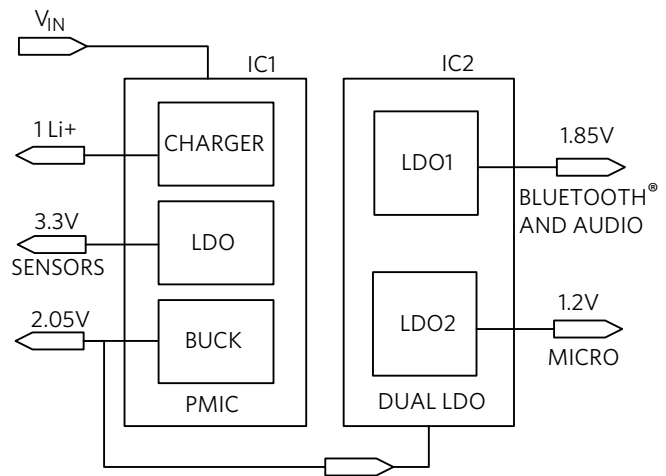 VIN
IC1
IC2
1 Li+
CHARGER
3.3V
LDO
SENSORS
2.05V
BUCK
PMIC
LDO1
1.85V
BLUETOOTH®
AND AUDIO
LDO2
1.2V
MICRO
DUAL LDO